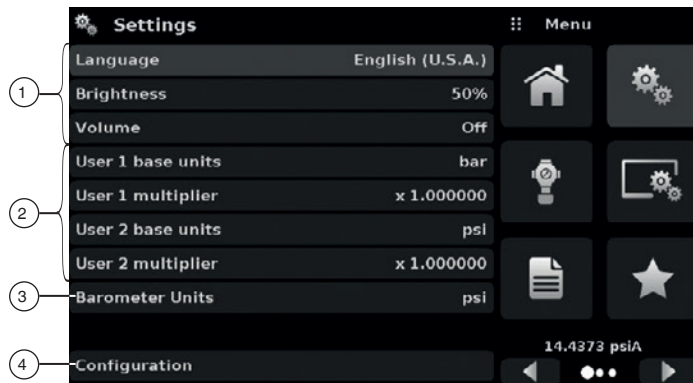 Settings
Menu
1
Language English (U.S.A.)
Brightness 50%
Volume Off
2
User 1 base units bar
User 1 multiplier x 1.000000
User 2 base units psi
User 2 multiplier x 1.000000
3
Barometer Units psi
14.4373 psiA
4
Configuration